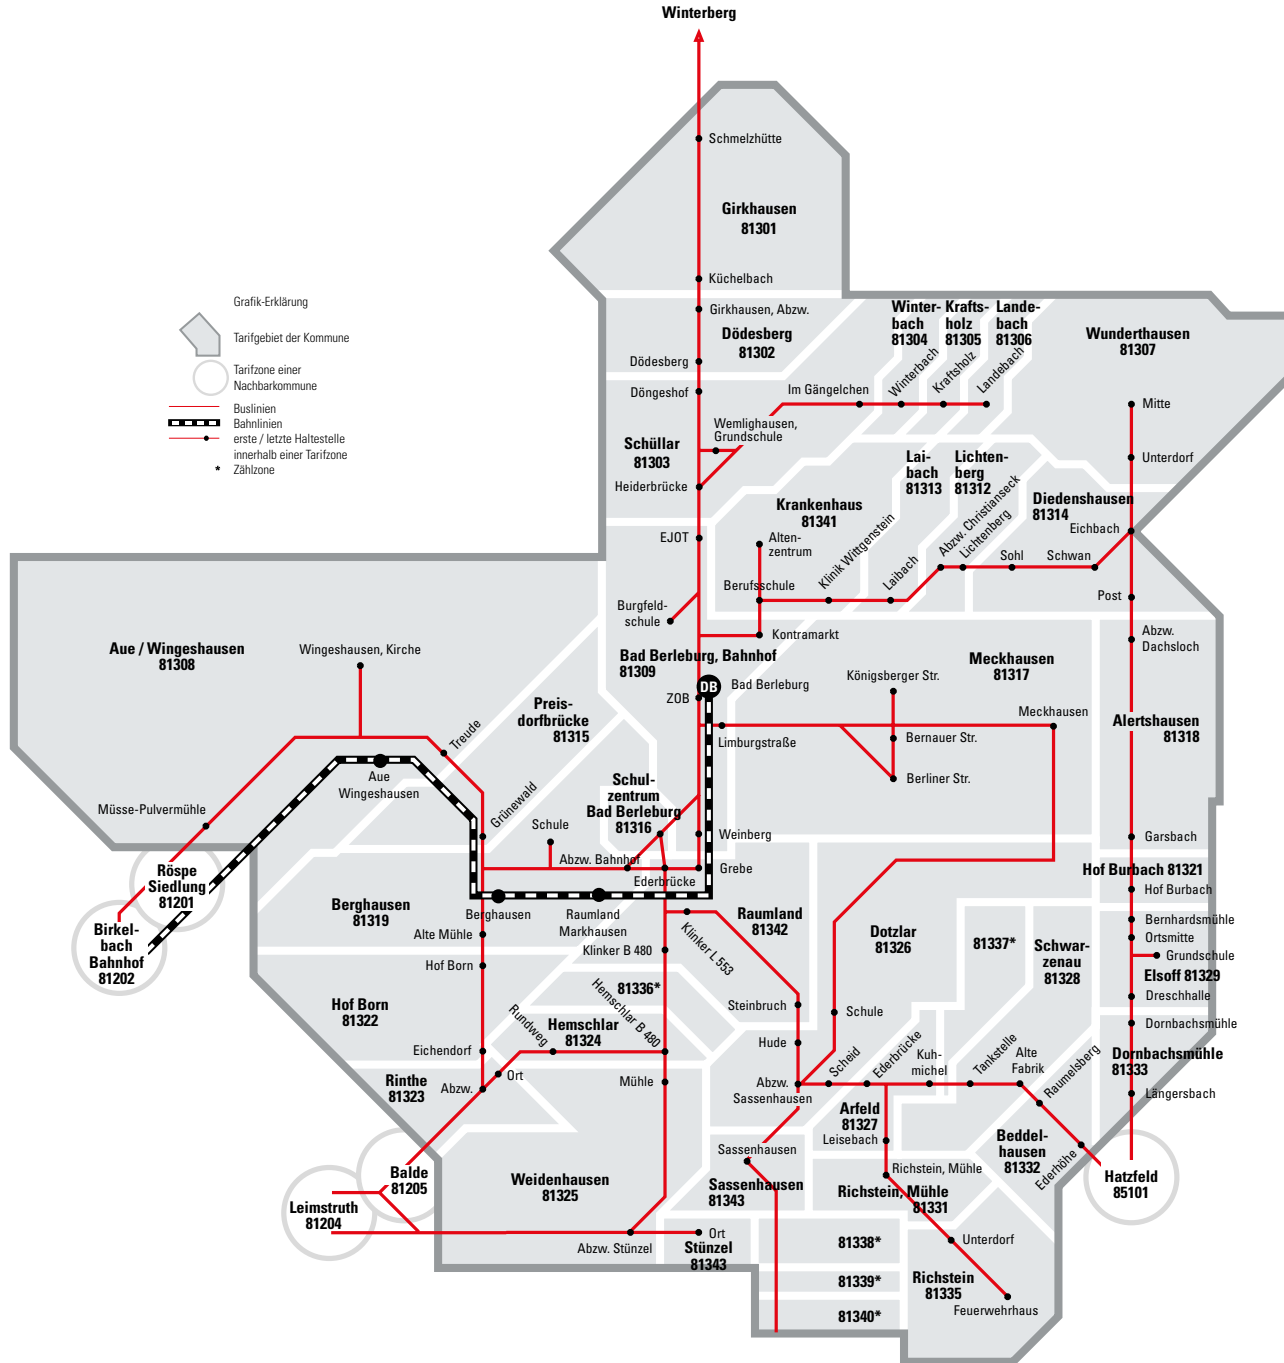 Winterberg
Schmelzhütte
Girkhausen
81301
Küchelbach
Girkhausen, Abzw.
Dödesberg
81302
Dödesberg
Döngeshof
Grafik-Erklärung
Tarifgebiet der Kommune
Tarifzone einer
Nachbarkommune
Buslinien
Bahnlinien
erste / letzte Haltestelle
innerhalb einer Tarifzone
* Zählzone
Winter-
bach
81304
Krafts-
holz
81305
Lande-
bach
81306
Wunderthausen
81307
Im Gängelchen
Winterbach
Kraftsholz
Landebach
Mitte
Unterdorf
Wemlighausen,
Grundschule
Schüllar
81303
Heiderbrücke
Lai-
bach
81313
Lichten-
berg
81312
Diedenshausen
81314
Eichbach
Krankenhaus
81341
EJOT
Alten-
zentrum
Klinik Wittgenstein
Laibach
Abzw. Christianseck
Lichtenberg
Sohl
Schwan
Berufsschule
Burgfeld-
schule
Kontramarkt
Post
Abzw.
Dachsloch
Aue / Wingeshausen
81308
Wingeshausen, Kirche
Bad Berleburg, Bahnhof
81309
DB
Bad Berleburg
ZOB
Königsberger Str.
Meckhausen
81317
Meckhausen
Preis-
dorfbrücke
81315
Treude
Limburgstraße
Bernauer Str.
Berliner Str.
Alertshausen
81318
Aue
Wingeshausen
Schul-
zentrum
Bad Berleburg
81316
Müsse-Pulvermühle
Grünewald
Schule
Weinberg
Garsbach
Abzw. Bahnhof
Ederbrücke
Grebe
Röspe
Siedlung
81201
Hof Burbach 81321
Hof Burbach
Berghausen
81319
Berghausen
Raumland
Markhausen
Raumland
81342
Dotzlar
81326
81337*
Schwar-
zenau
81328
Bernhardsmühle
Ortsmitte
Grundschule
Birkel-
bach
Bahnhof
81202
Alte Mühle
Klinker B 480
Klinker L 553
Hof Born
Elsoff 81329
Dreschhalle
81336*
Hof Born
81322
Hemschlar
81324
Rundweg
Hemschlar B 480
Steinbruch
Schule
Dornbachsmühle
Hude
Eichendorf
Dornbachsmühle
81333
Rinthe
81323
Abzw.
Ort
Mühle
Abzw.
Sassenhausen
Scheid
Ederbrücke
Kuh-
michel
Tankstelle
Alte
Fabrik
Raumelsberg
Längersbach
Arfeld
81327
Leisebach
Beddel-
hausen
81332
Ederhöhe
Balde
81205
Weidenhausen
81325
Sassenhausen
Sassenhausen
81343
Richstein, Mühle
Richstein, Mühle
81331
Hatzfeld
85101
Leimstruth
81204
Abzw. Stünzel
Ort
Stünzel
81343
81338*
Unterdorf
81339*
Richstein
81335
Feuerwehrhaus
81340*